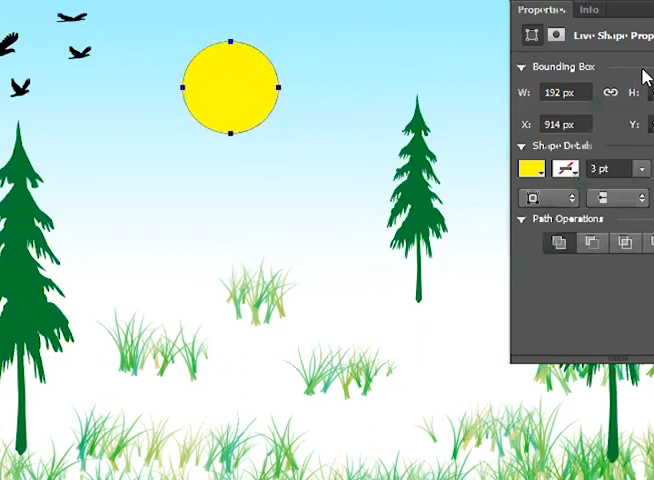 Properties Info
Live Shape Prop
Bounding Box
W: 192 px H:
X: 914 px Y:
Shape Details
3 pt
Path Operations